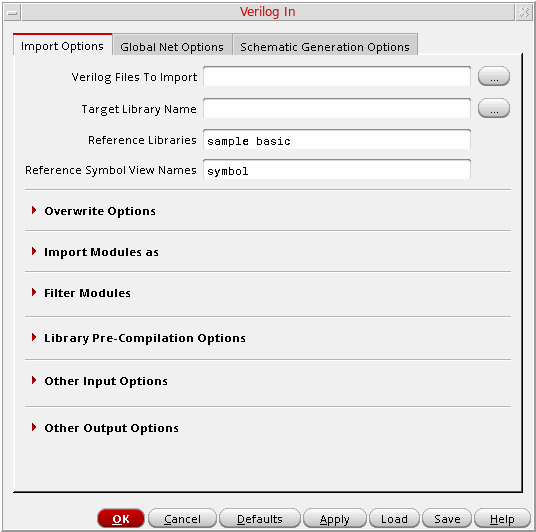 Verilog In
Import Options Global Net Options Schematic Generation Options
Verilog Files To Import ...
Target Library Name ...
Reference Libraries sample basic
Reference Symbol View Names symbol
Overwrite Options
Import Modules as
Filter Modules
Library Pre-Compilation Options
Other Input Options
Other Output Options
OK Cancel Defaults Apply Load Save Help